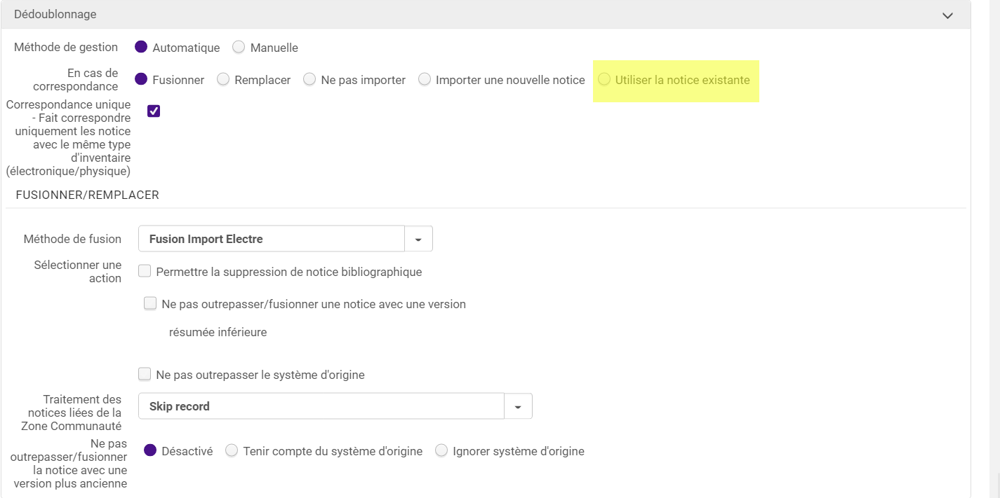 Dédoublonnage
Méthode de gestion Automatique Manuelle
En cas de
correspondance Fusionner Remplacer Ne pas importer Importer une nouvelle notice Utiliser la notice existante
Correspondance unique
- Fait correspondre
uniquement les notice
avec le même type
d'inventaire
(électronique/physique)
FUSIONNER/REMPLACER
Méthode de fusion Fusion Import Electre
Sélectionner une
action Permettre la suppression de notice bibliographique
Ne pas outrepasser/fusionner une notice avec une version
résumée inférieure
Ne pas outrepasser le système d'origine
Traitement des
notices liées de la
Zone Communauté Skip record
Ne pas
outrepasser/fusionner
la notice avec une
version plus ancienne Désactivé Tenir compte du système d'origine Ignorer système d'origine